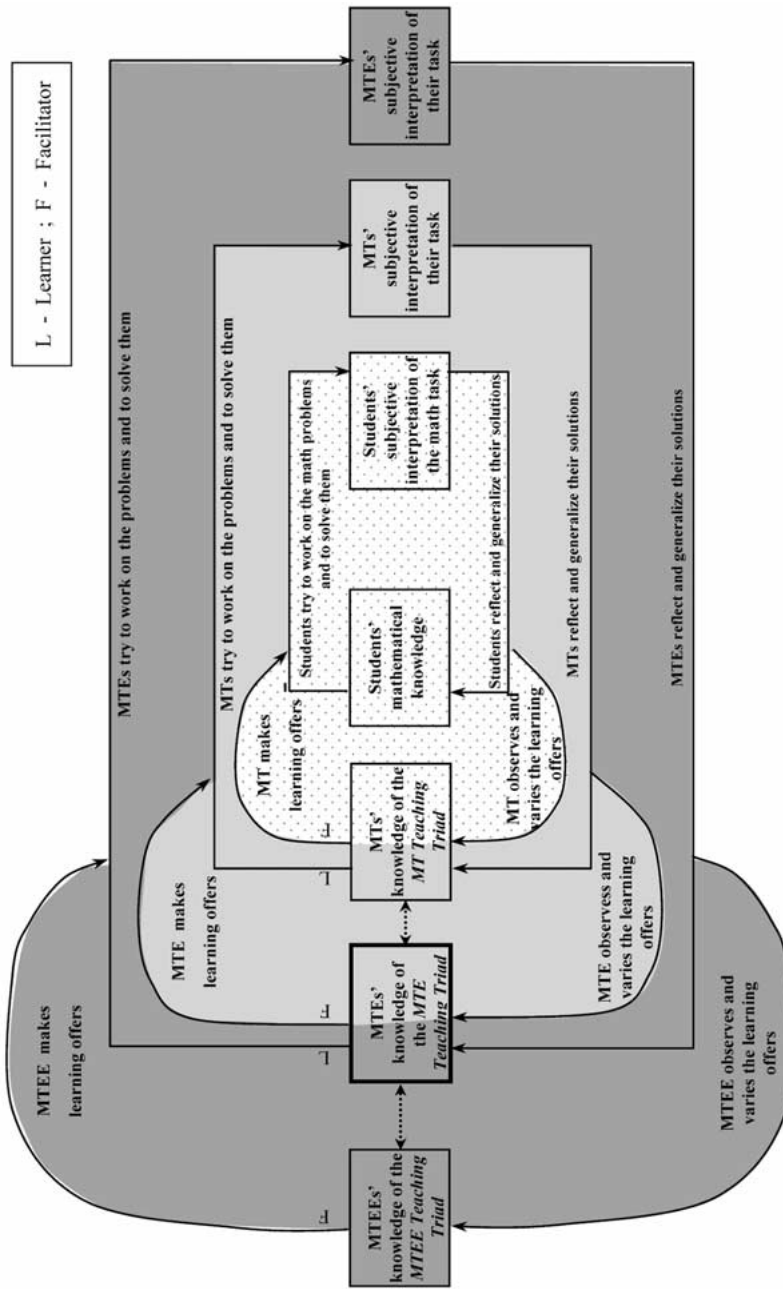 L - Learner ; F - Facilitator
MTEs try to work on the problems and to solve them
MTs try to work on the problems and to solve them
Students try to work on the math problems
and to solve them
MTEE makes
learning offers
MTE makes
learning offers
MT makes
learning offers
F
L
F
L
F
MTEEs'
knowledge of the
MTEE Teaching
Triad
MTEs'
knowledge of
the MTE
Teaching Triad
MTs'
knowledge of the
MT Teaching
Triad
Students'
mathematical
knowledge
Students'
subjective
interpretation of
the math task
MTs'
subjective
interpretation of
their task
MTEs'
subjective
interpretation of
their task
Students reflect and generalize their solutions
MT observes and
varies the learning
offers
MTs reflect and generalize their solutions
MTE observess and
varies the learning
offers
MTEs reflect and generalize their solutions
MTEE observes and
varies the learning
offers